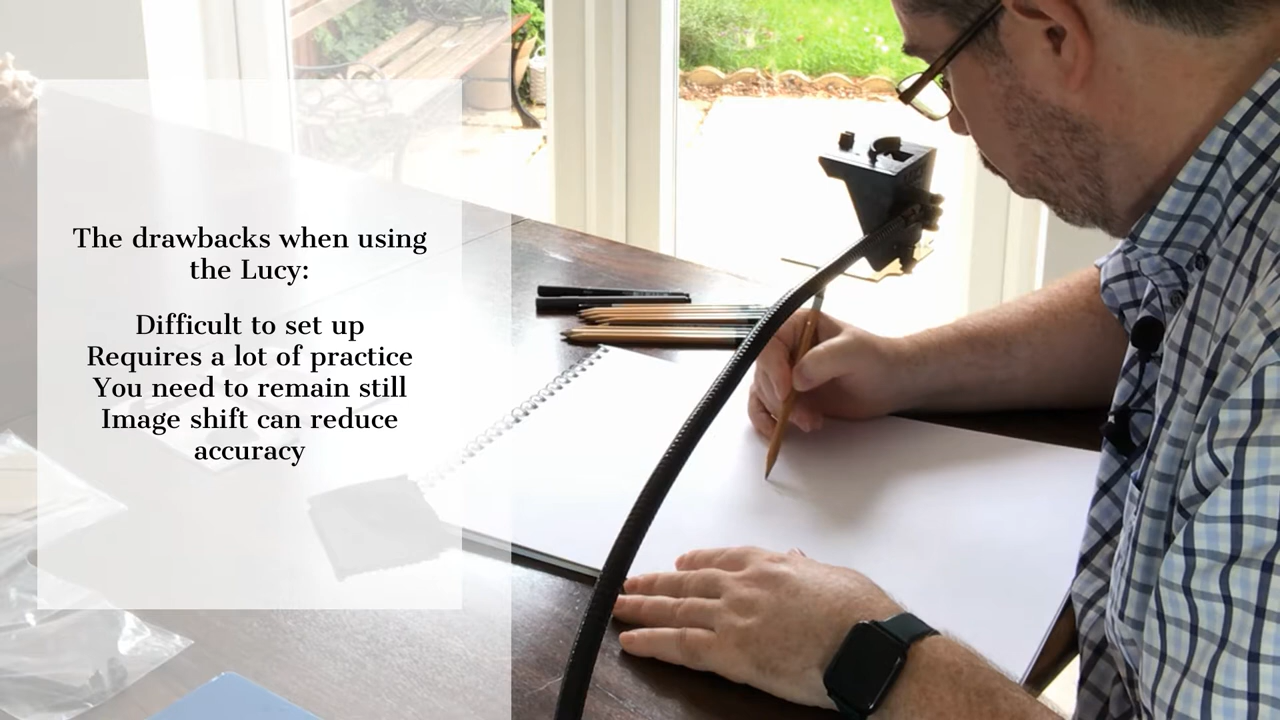 The drawbacks when using
the Lucy:
Difficult to set up
Requires a lot of practice
You need to remain still
Image shift can reduce
accuracy